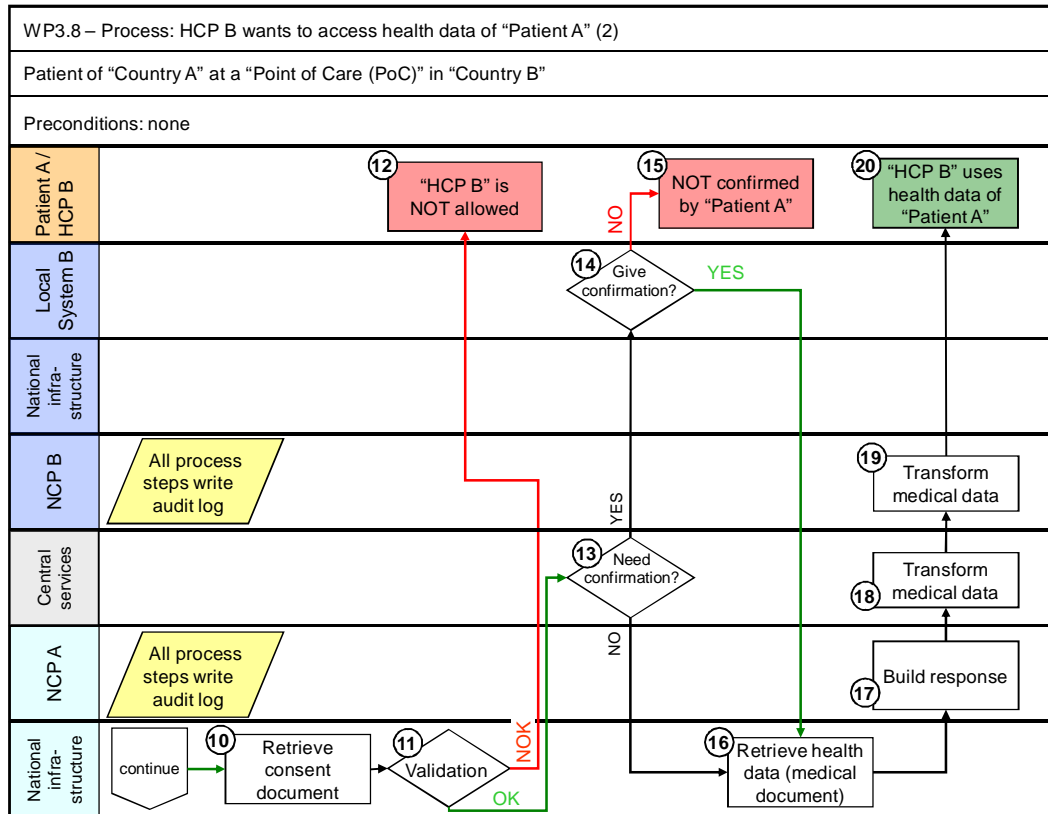 WP3.8 – Process: HCP B wants to access health data of “Patient A” (2)
Patient of “Country A” at a “Point of Care (PoC)” in “Country B”
Preconditions: none
Patient A /
HCP B
12
“HCP B” is
NOT allowed
15
NOT confirmed
by “Patient A”
20
“HCP B” uses
health data of
“Patient A”
NO
Local
System B
14
Give
confirmation?
YES
National
infra-
structure
NCP B
All process
steps write
audit log
YES
19
Transform
medical data
Central
services
13
Need
confirmation?
18
Transform
medical data
NCP A
All process
steps write
audit log
NO
17
Build response
National
infra-
structure
continue
10
Retrieve
consent
document
11
Validation
NOK
OK
16
Retrieve health
data (medical
document)